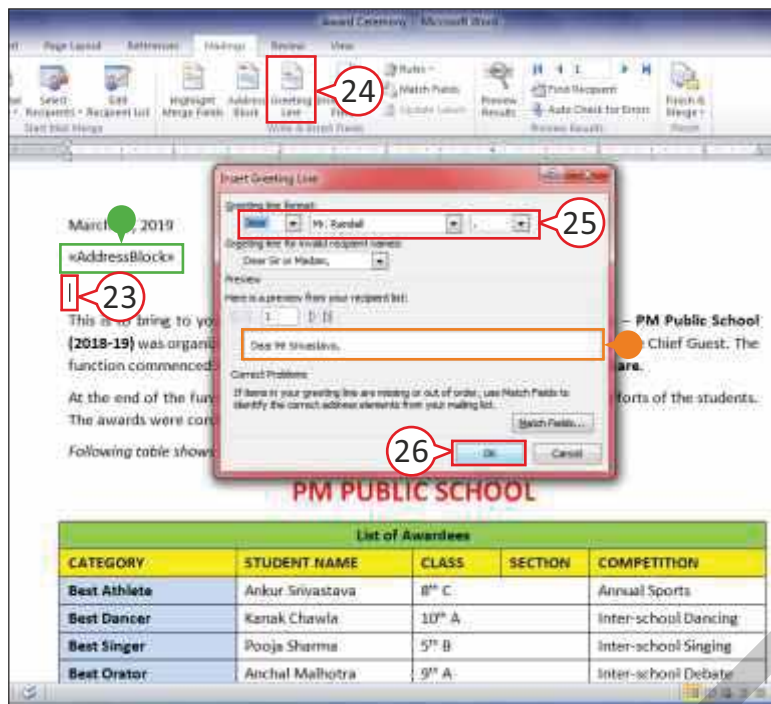 Award Ceremony - Microsoft Word
Page Layout References Mailings Review View
Select Recipients Edit Recipient List Highlight Merge Fields Address Block Greeting Line 24 Rules Match Fields Update Labels Preview Results 1 Find Recipient Auto Check for Errors Finish & Merge
Start Mail Merge Write & Insert Fields Preview Results Finish
Insert Greeting Line
Greeting line format:
Dear Mr. Randall , 25
Greeting line for invalid recipient names:
Dear Sir or Madam,
Preview
Here is a preview from your recipient list:
1
Dear Mr Srivastava,
Correct Problems
If items in your greeting line are missing or out of order, use Match Fields to
identify the correct address elements from your mailing list.
Match Fields...
26 OK Cancel
March 2019
«AddressBlock»
23
This is to bring to yo – PM Public School
(2018-19) was organi Chief Guest. The
function commenced are.
At the end of the fun forts of the students.
The awards were con
Following table shows
PM PUBLIC SCHOOL
List of Awardees
CATEGORY STUDENT NAME CLASS SECTION COMPETITION
Best Athlete Ankur Srivastava 8th C Annual Sports
Best Dancer Kanak Chawla 10th A Inter-school Dancing
Best Singer Pooja Sharma 5th B Inter-school Singing
Best Orator Anchal Malhotra 9th A Inter-school Debate